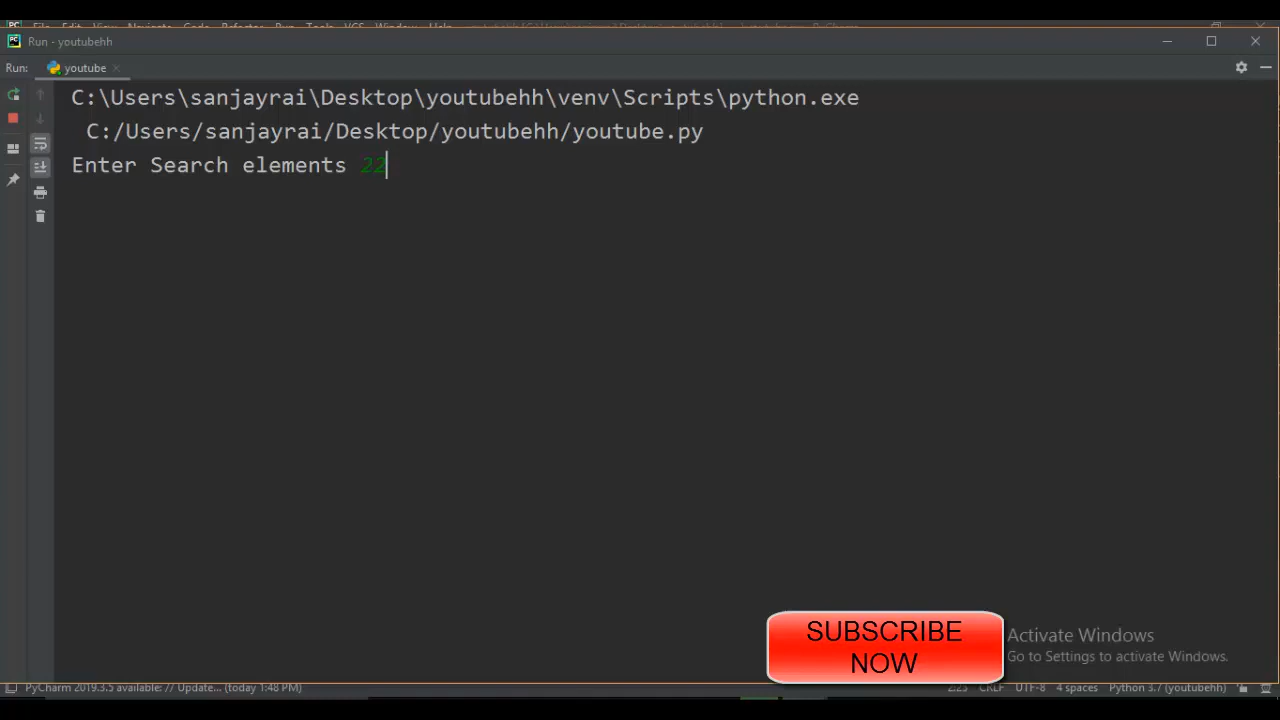 Run - youtubehh
Run: youtube
C:\Users\sanjayrai\Desktop\youtubehh\venv\Scripts\python.exe
C:/Users/sanjayrai/Desktop/youtubehh/youtube.py
Enter Search elements 22
SUBSCRIBE
NOW
Activate Windows
Go to Settings to activate Windows.
PyCharm 2019.3.5 available: // Update... (today 1:48 PM) 2:23 CRLF UTF-8 4 spaces Python 3.7 (youtubehh)